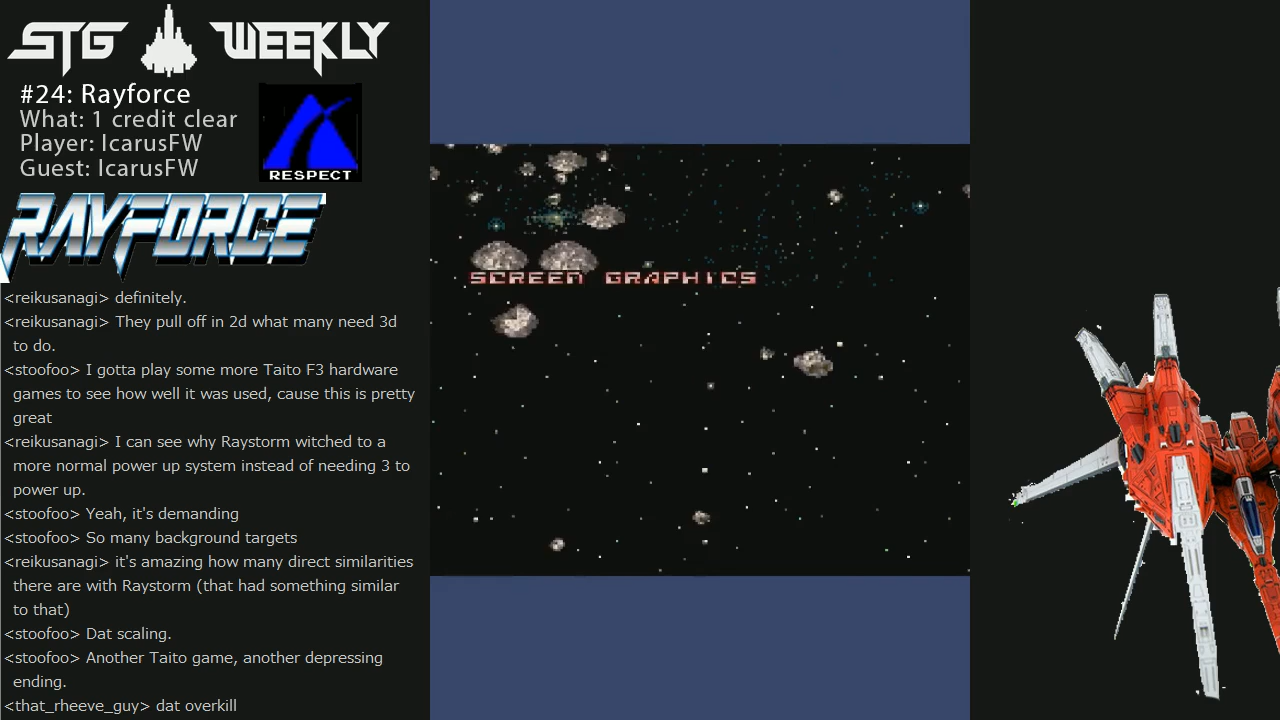 STG WEEKLY
#24: Rayforce
What: 1 credit clear
Player: IcarusFW
Guest: IcarusFW
RESPECT
RAYFORCE
<reikusanagi> definitely.
<reikusanagi> They pull off in 2d what many need 3d
to do.
<stoofoo> I gotta play some more Taito F3 hardware
games to see how well it was used, cause this is pretty
great
<reikusanagi> I can see why Raystorm witched to a
more normal power up system instead of needing 3 to
power up.
<stoofoo> Yeah, it's demanding
<stoofoo> So many background targets
<reikusanagi> it's amazing how many direct similarities
there are with Raystorm (that had something similar
to that)
<stoofoo> Dat scaling.
<stoofoo> Another Taito game, another depressing
ending.
<that_rheeve_guy> dat overkill
SCREEN GRAPHICS